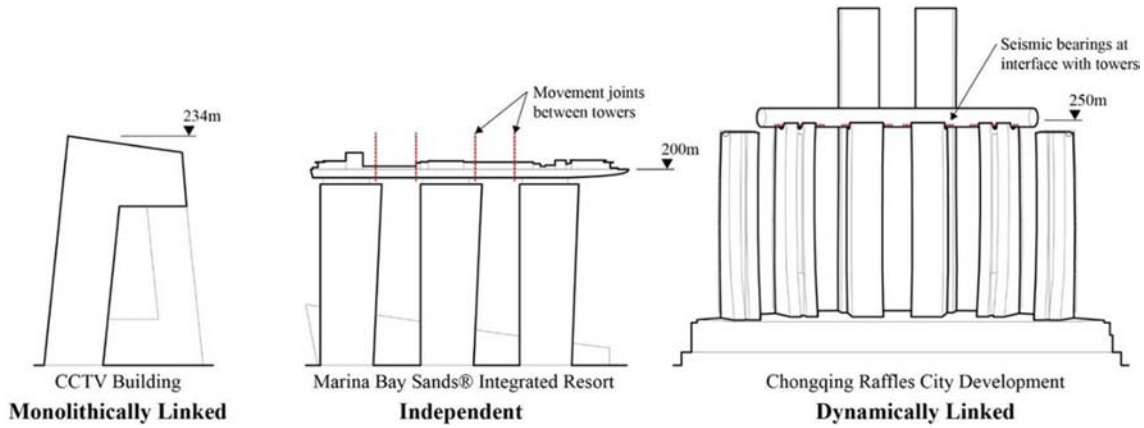 234m
CCTV Building
Monolithically Linked
Movement joints
between towers
200m
Marina Bay Sands® Integrated Resort
Independent
Seismic bearings at
interface with towers
250m
Chongqing Raffles City Development
Dynamically Linked